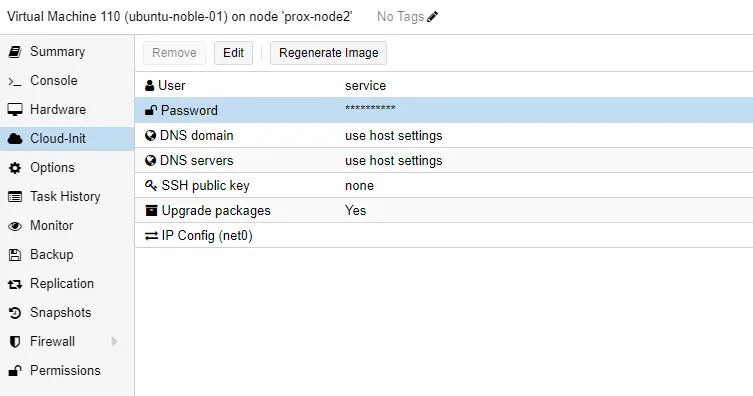 Virtual Machine 110 (ubuntu-noble-01) on node 'prox-node2' No Tags
Summary
Console
Hardware
Cloud-Init
Options
Task History
Monitor
Backup
Replication
Snapshots
Firewall
Permissions
Remove Edit Regenerate Image
User service
Password **********
DNS domain use host settings
DNS servers use host settings
SSH public key none
Upgrade packages Yes
IP Config (net0)